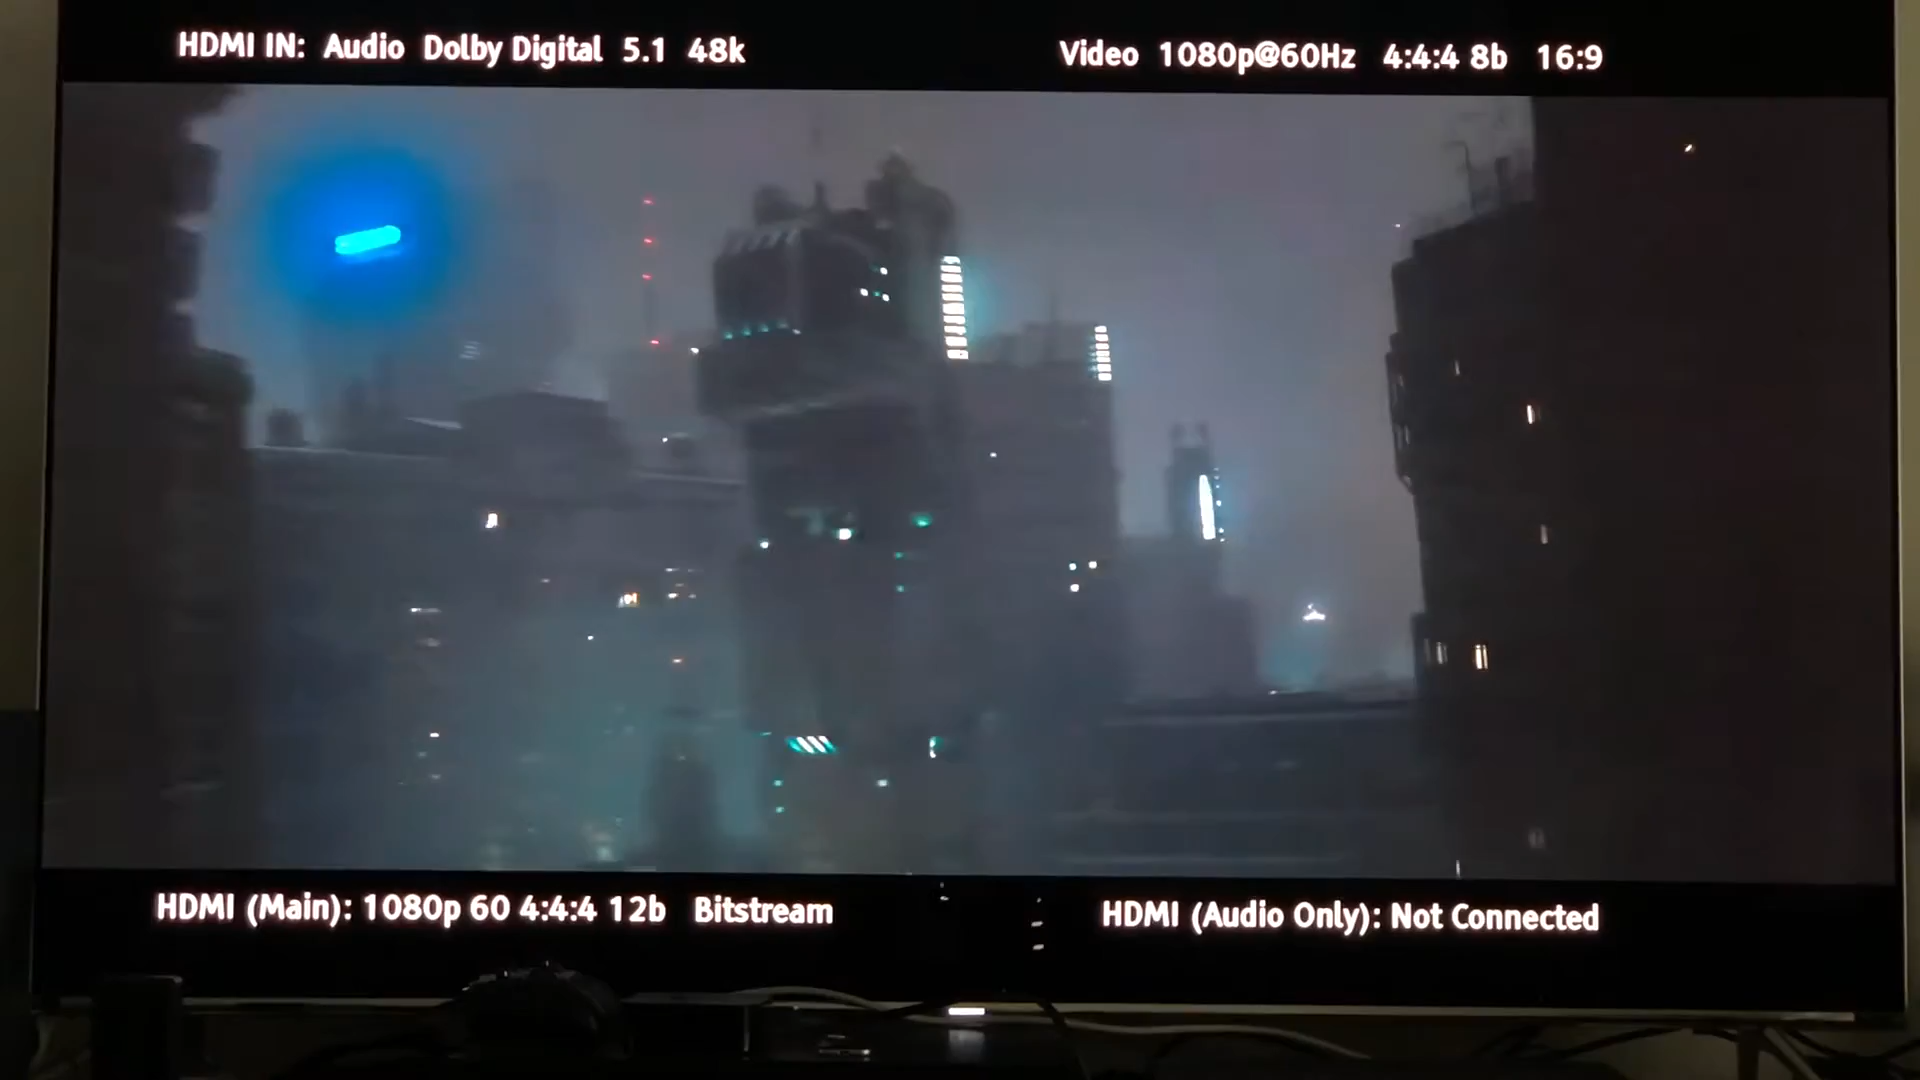 HDMI IN: Audio Dolby Digital 5.1 48k
Video 1080p@60Hz 4:4:4 8b 16:9
HDMI (Main): 1080p 60 4:4:4 12b Bitstream
HDMI (Audio Only): Not Connected